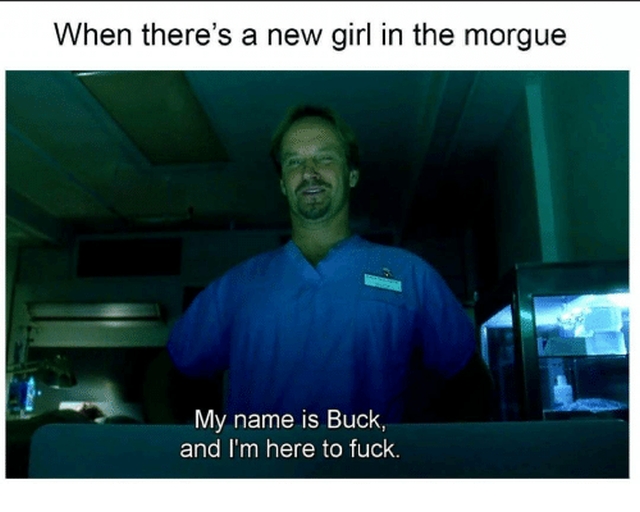 When there's a new girl in the morgue
My name is Buck,
and I'm here to fuck.